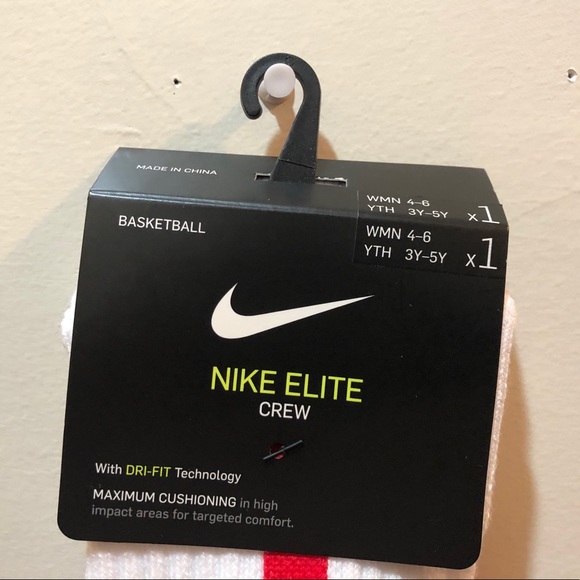 MADE IN CHINA
WMN 4–6
YTH 3Y–5Y x1
BASKETBALL
WMN 4–6
YTH 3Y–5Y x1
NIKE ELITE
CREW
With DRI-FIT Technology
MAXIMUM CUSHIONING in high
impact areas for targeted comfort.